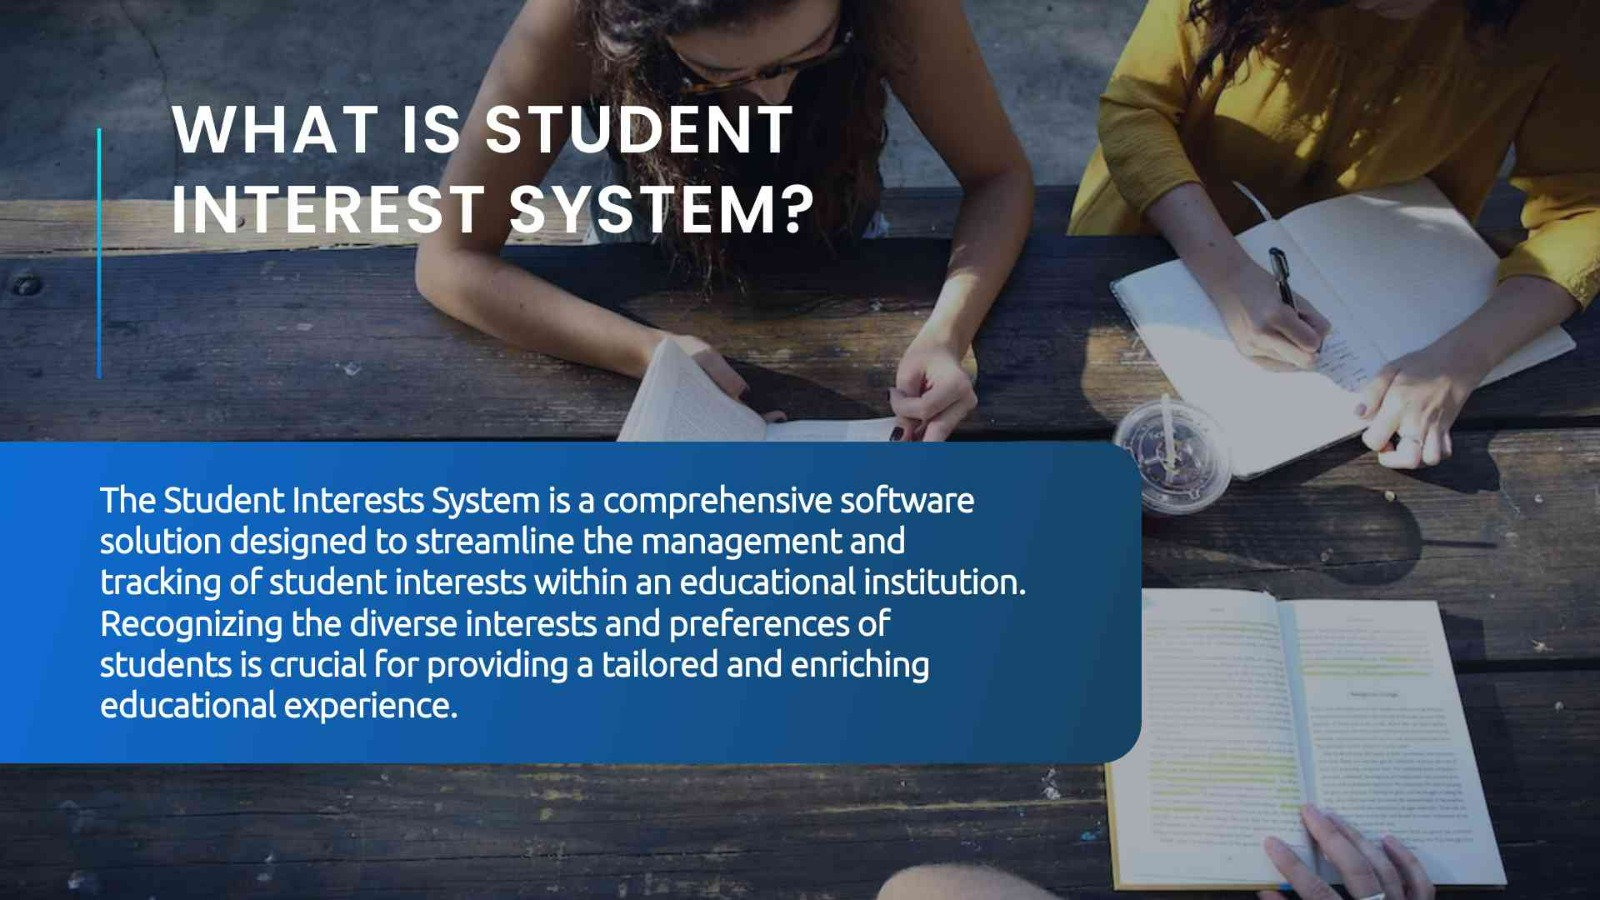 WHAT IS STUDENT
INTEREST SYSTEM?
The Student Interests System is a comprehensive software
solution designed to streamline the management and
tracking of student interests within an educational institution.
Recognizing the diverse interests and preferences of
students is crucial for providing a tailored and enriching
educational experience.